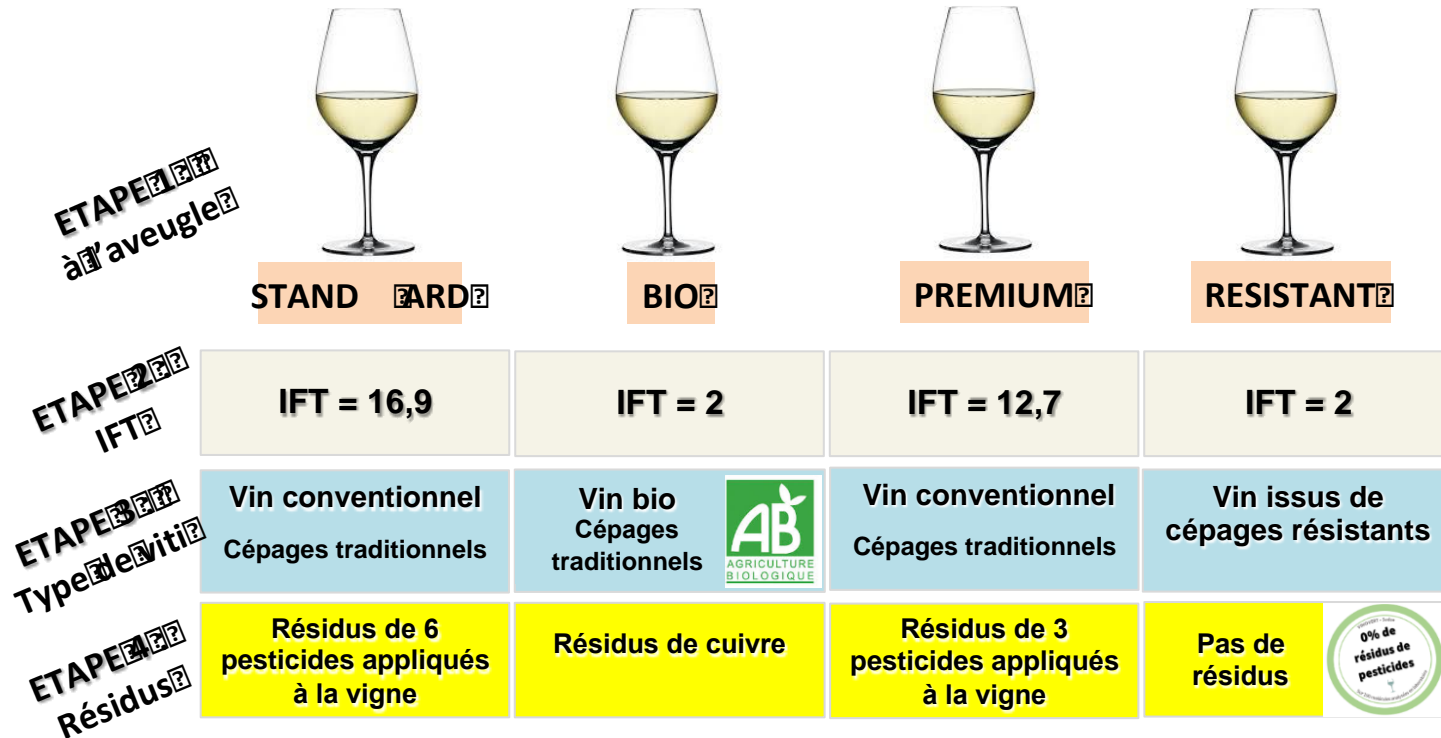 ETAPE 1 :
à l’aveugle
STANDARD
BIO
PREMIUM
RESISTANT
ETAPE 2 :
IFT
IFT = 16,9
IFT = 2
IFT = 12,7
IFT = 2
ETAPE 3 :
Type de viti
Vin conventionnel
Cépages traditionnels
Vin bio
Cépages
traditionnels
AB
AGRICULTURE
BIOLOGIQUE
Vin conventionnel
Cépages traditionnels
Vin issus de
cépages résistants
ETAPE 4 :
Résidus
Résidus de 6
pesticides appliqués
à la vigne
Résidus de cuivre
Résidus de 3
pesticides appliqués
à la vigne
Pas de
résidus
0% de
résidus de
pesticides